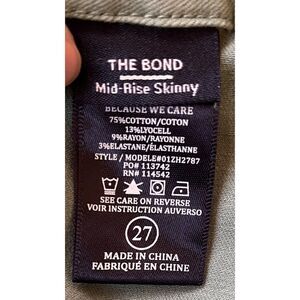 THE BOND
Mid-Rise Skinny
BECAUSE WE CARE
75%COTTON/COTON
13%LYOCELL
9%RAYON/RAYONNE
3%ELASTANE/ELASTHANNE
STYLE / MODELE#01ZH2787
PO# 113742
RN# 114542
SEE CARE ON REVERSE
VOIR INSTRUCTION AUVERSO
27
MADE IN CHINA
FABRIQUÉ EN CHINE